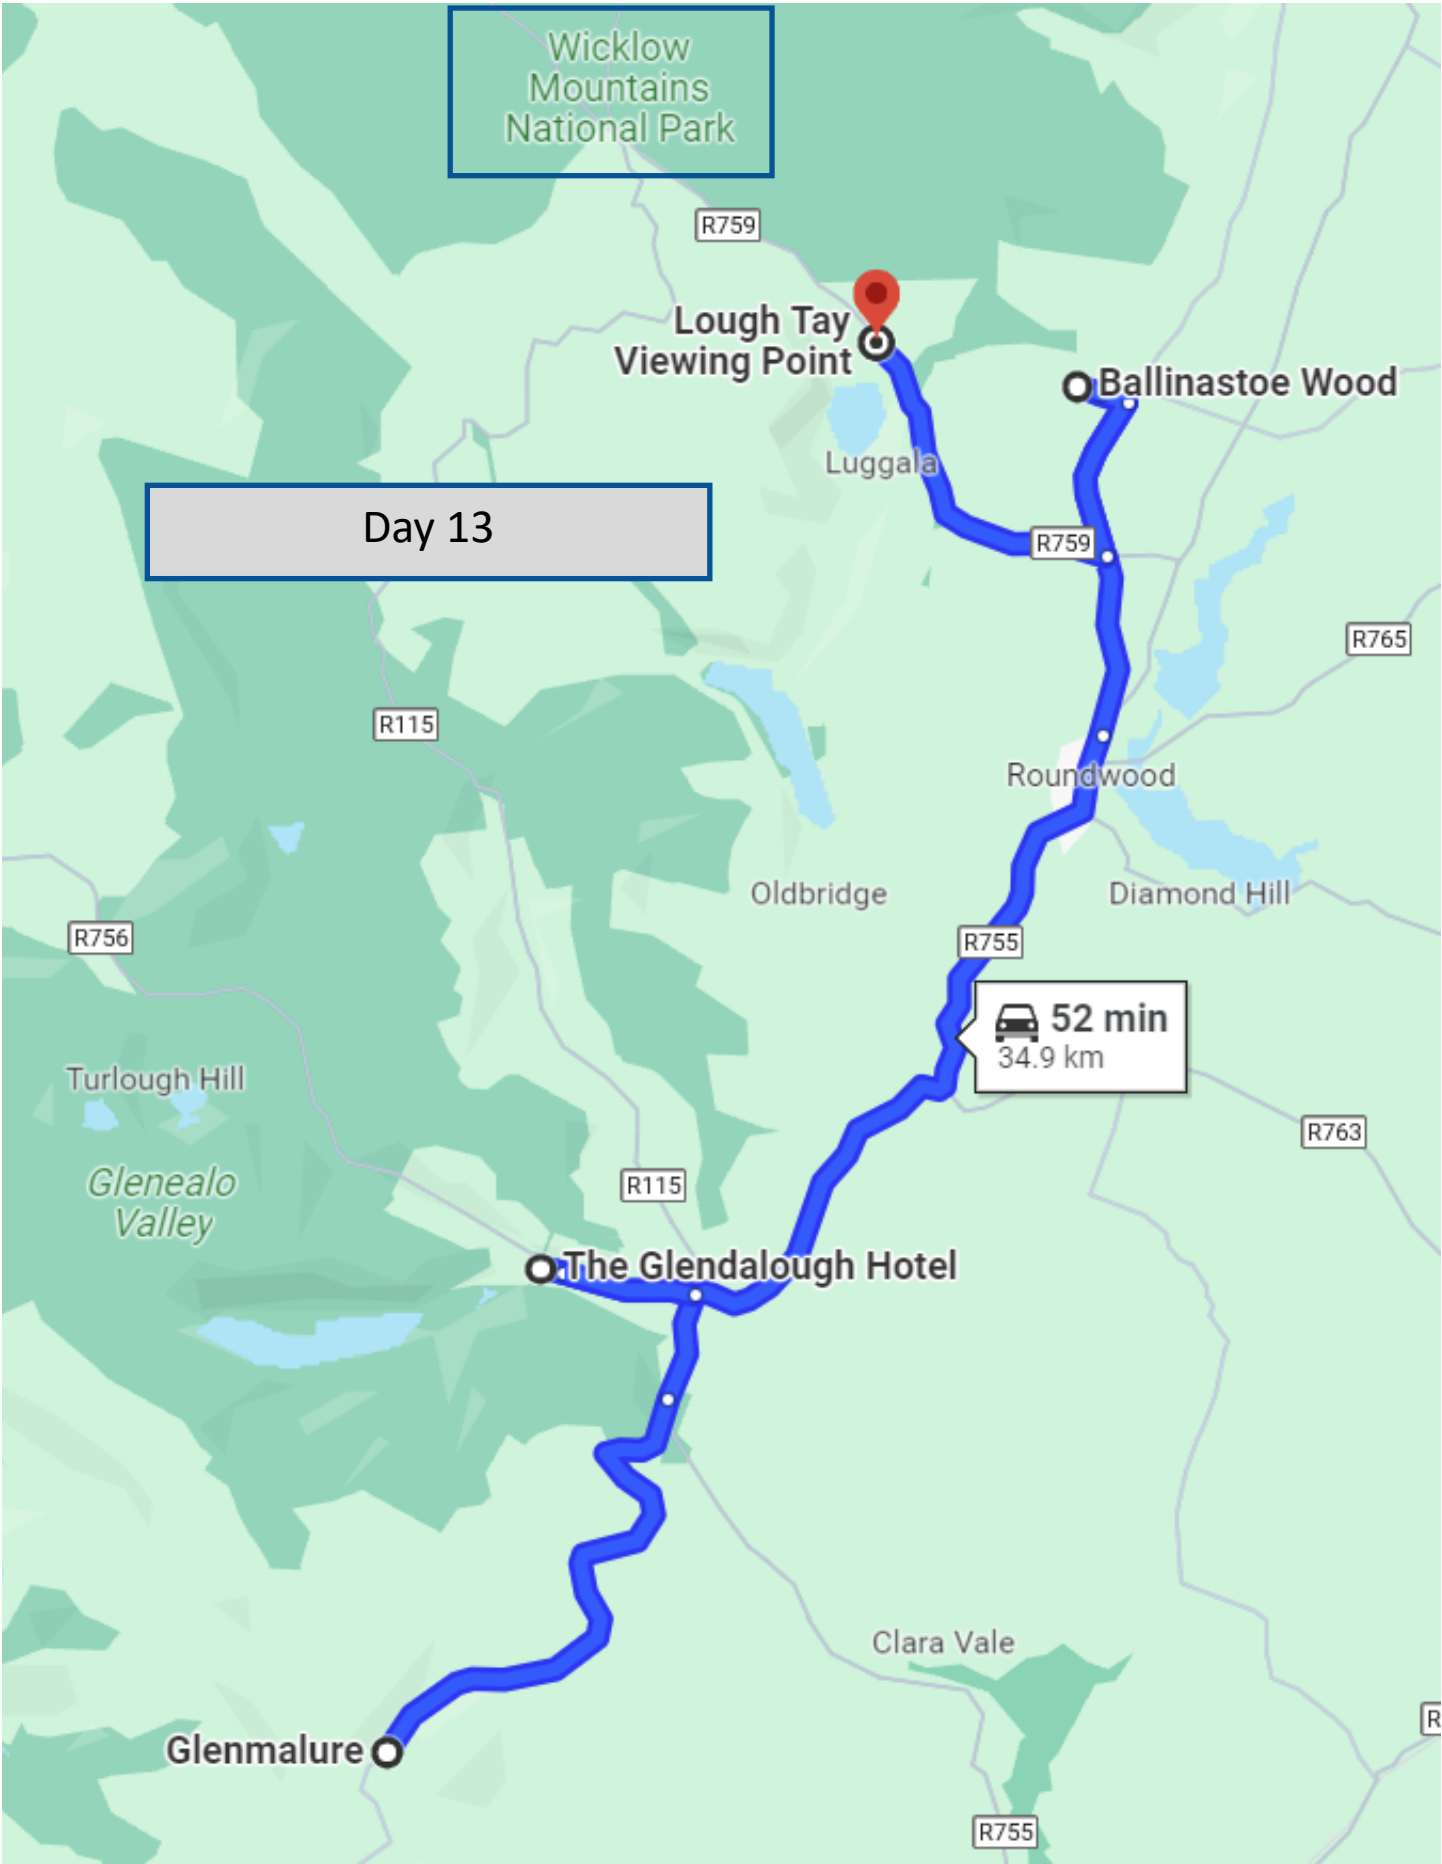 Wicklow
Mountains
National Park
R759
Lough Tay
Viewing Point
Ballinastoe Wood
Luggala
Day 13
R759
R765
R115
Roundwood
Oldbridge
Diamond Hill
R756
R755
52 min
34.9 km
Turlough Hill
R763
Glenealo
Valley
R115
The Glendalough Hotel
Clara Vale
R
Glenmalure
R755